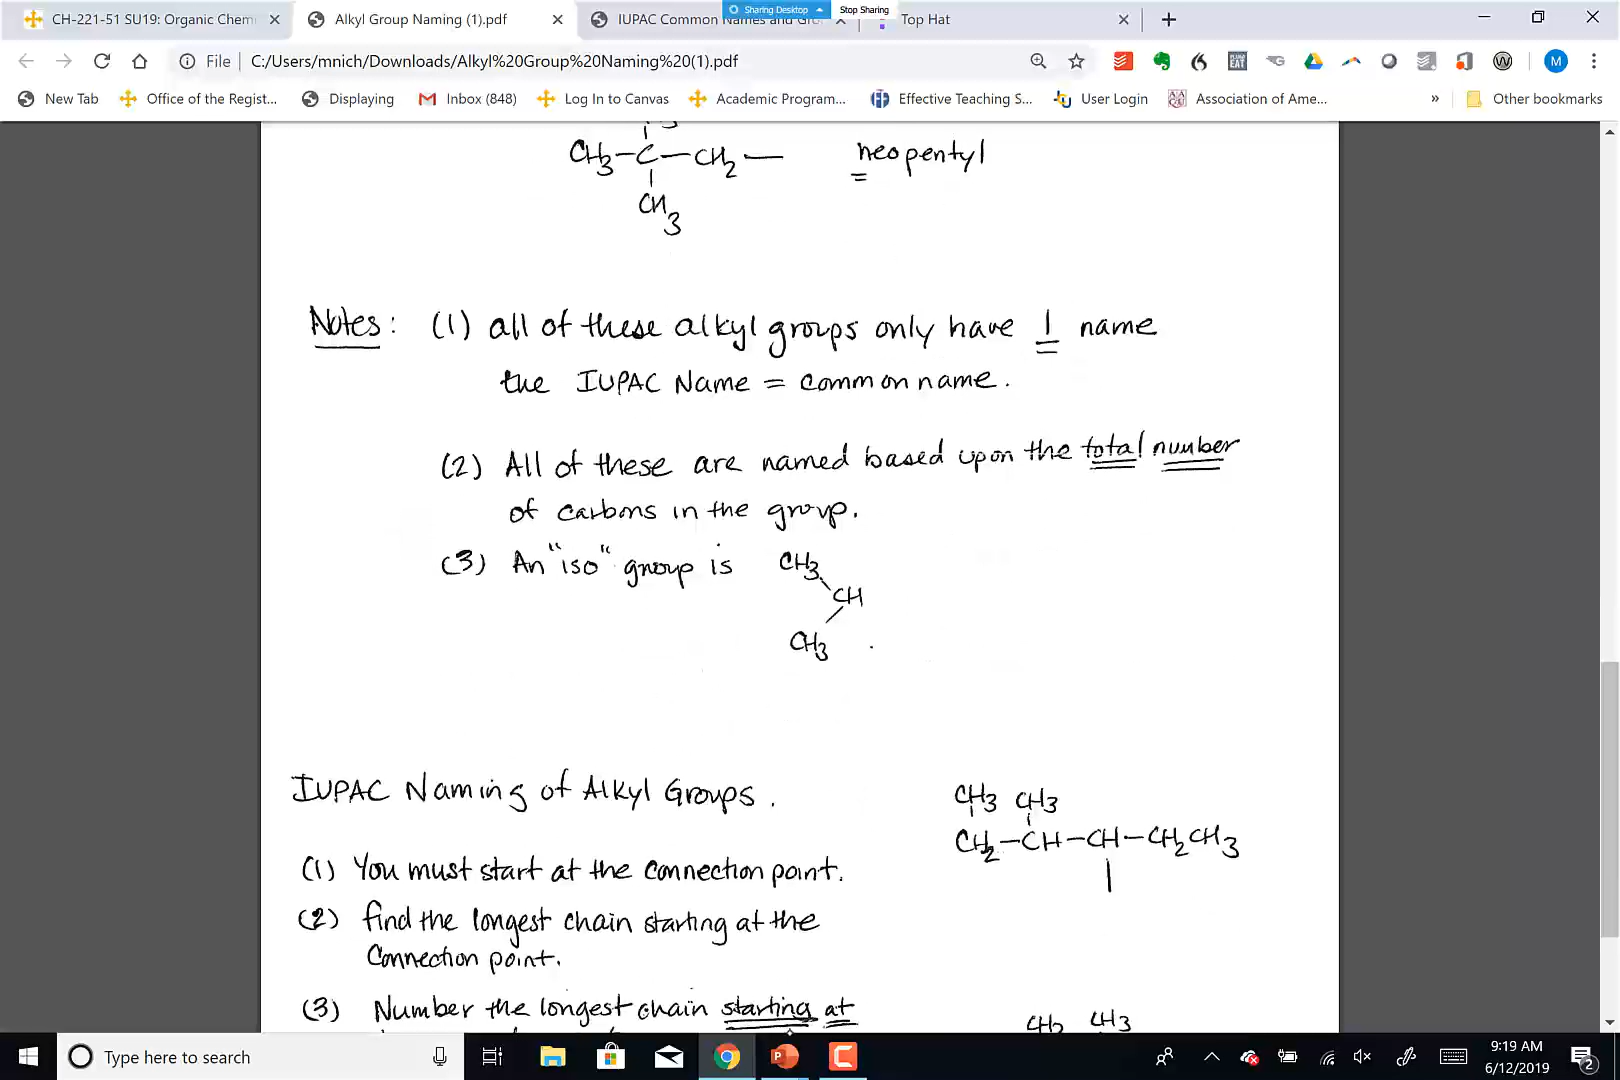 CH-221-51 SU19: Organic Chem
Alkyl Group Naming (1).pdf
IUPAC Common Names and Gro
Sharing Desktop
Stop Sharing
Top Hat
File
C:/Users/mnich/Downloads/Alkyl%20Group%20Naming%20(1).pdf
M
New Tab
Office of the Regist...
Displaying
Inbox (848)
Log In to Canvas
Academic Program...
Effective Teaching S...
User Login
Association of Ame...
»
Other bookmarks
CH3-C-CH2- neopentyl
CH3
Notes: (1) all of these alkyl groups only have 1 name
the IUPAC Name = common name.
(2) All of these are named based upon the total number
of carbons in the group.
(3) An "iso" group is CH3
CH
CH3 .
IUPAC Naming of Alkyl Groups.
CH3 CH3
CH2-CH-CH-CH2CH3
(1) You must start at the connection point.
(2) find the longest chain starting at the
Connection point.
(3) Number the longest chain starting at
CH3
Type here to search
9:19 AM
6/12/2019
2